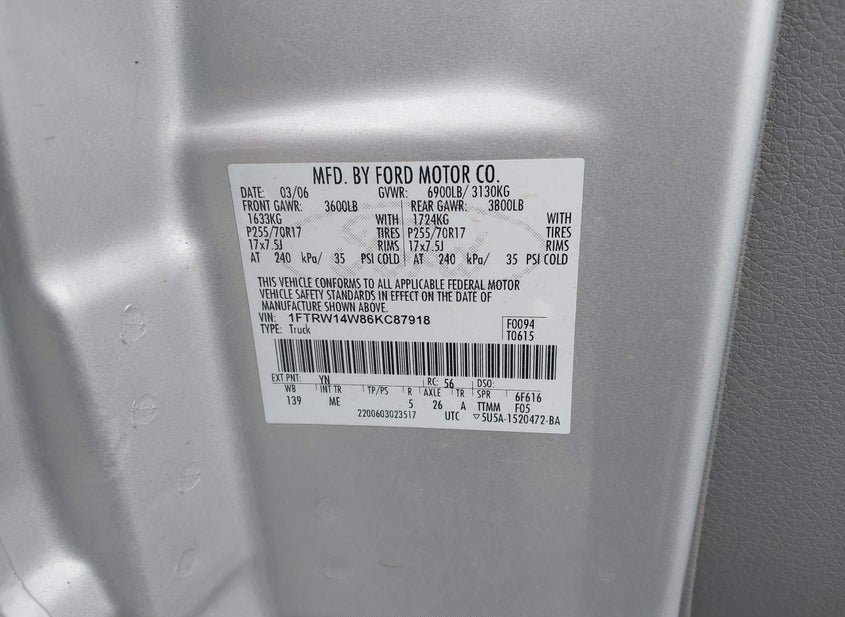 MFD. BY FORD MOTOR CO.
DATE: 03/06 GVWR: 6900LB/ 3130KG
FRONT GAWR: 3600LB REAR GAWR: 3800LB
1633KG WITH 1724KG WITH
P255/70R17 TIRES P255/70R17 TIRES
17x7.5J RIMS 17x7.5J RIMS
AT 240 kPa/ 35 PSI COLD AT 240 kPa/ 35 PSI COLD
THIS VEHICLE CONFORMS TO ALL APPLICABLE FEDERAL MOTOR
VEHICLE SAFETY STANDARDS IN EFFECT ON THE DATE OF
MANUFACTURE SHOWN ABOVE.
VIN: 1FTRW14W86KC87918 F0094
TYPE: Truck T0615
EXT PNT: YN RC: 56 DSO:
WB INT TR TP/PS R AXLE TR SPR 6F616
139 ME 5 26 A TTMM F05
2200603023517 UTC ▽5U5A-1520472-BA